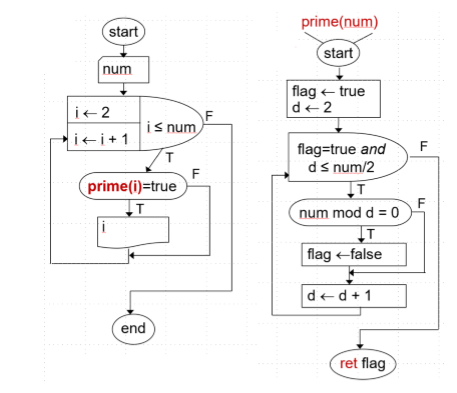 start
num
i ← 2
i ← i + 1
i ≤ num
F
T
prime(i)=true
F
T
i
end
prime(num)
start
flag ← true
d ← 2
flag=true and
d ≤ num/2
F
T
num mod d = 0
F
T
flag ←false
d ← d + 1
ret flag